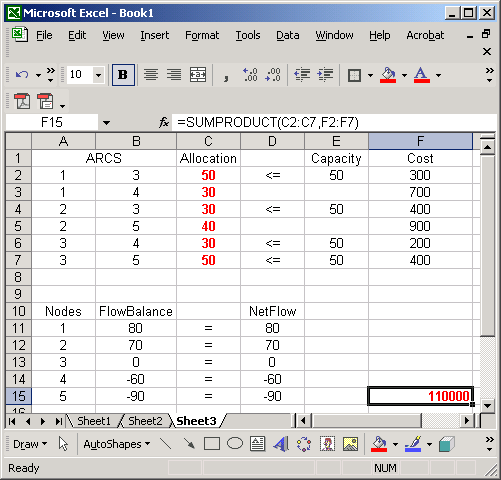 Microsoft Excel - Book1
File Edit View Insert Format Tools Data Window Help Acrobat
10 B
F15 fx =SUMPRODUCT(C2:C7,F2:F7)
A B C D E F
1 ARCS Allocation Capacity Cost
2 1 3 50 <= 50 300
3 1 4 30 700
4 2 3 30 <= 50 400
5 2 5 40 900
6 3 4 30 <= 50 200
7 3 5 50 <= 50 400
8
9
10 Nodes FlowBalance NetFlow
11 1 80 = 80
12 2 70 = 70
13 3 0 = 0
14 4 -60 = -60
15 5 -90 = -90 110000
16
Sheet1 Sheet2 Sheet3
Draw AutoShapes
Ready NUM